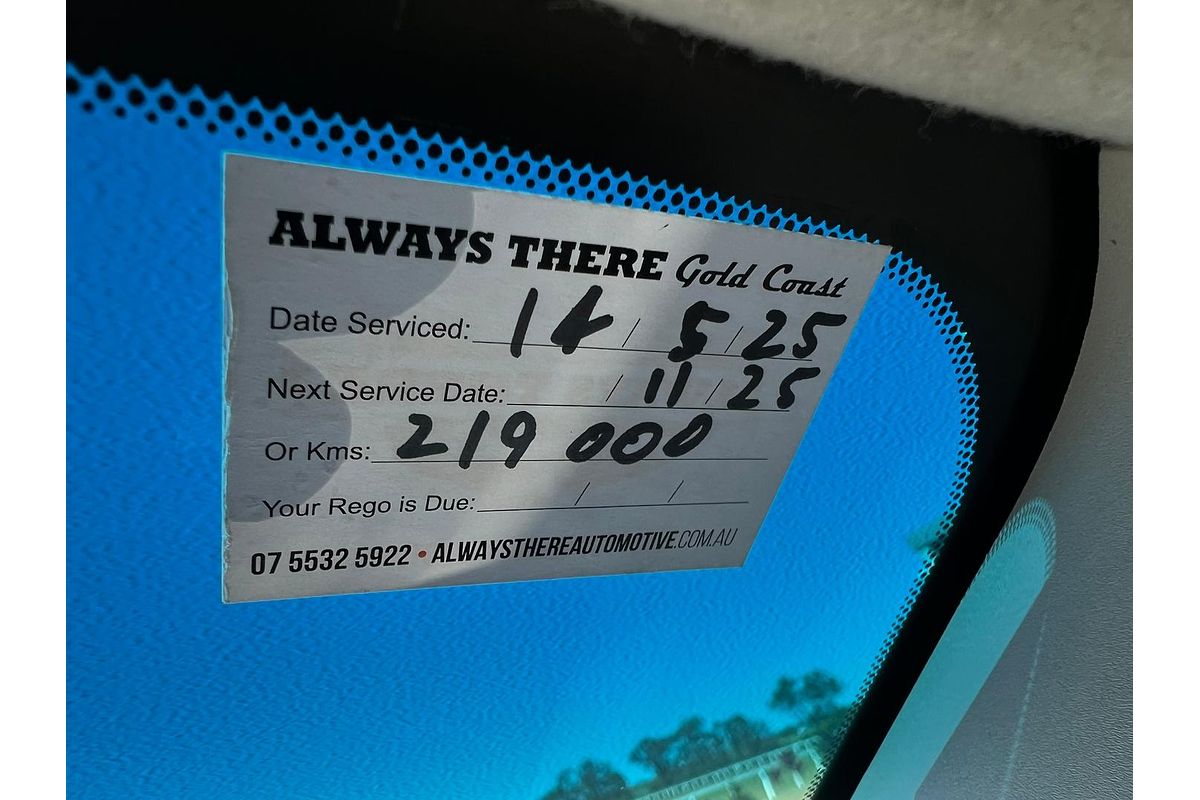 ALWAYS THERE Gold Coast
Date Serviced: 14 / 5 / 25
Next Service Date: / 11 / 25
Or Kms: 219 000
Your Rego is Due: / /
07 5532 5922 • ALWAYSTHEREAUTOMOTIVE.COM.AU